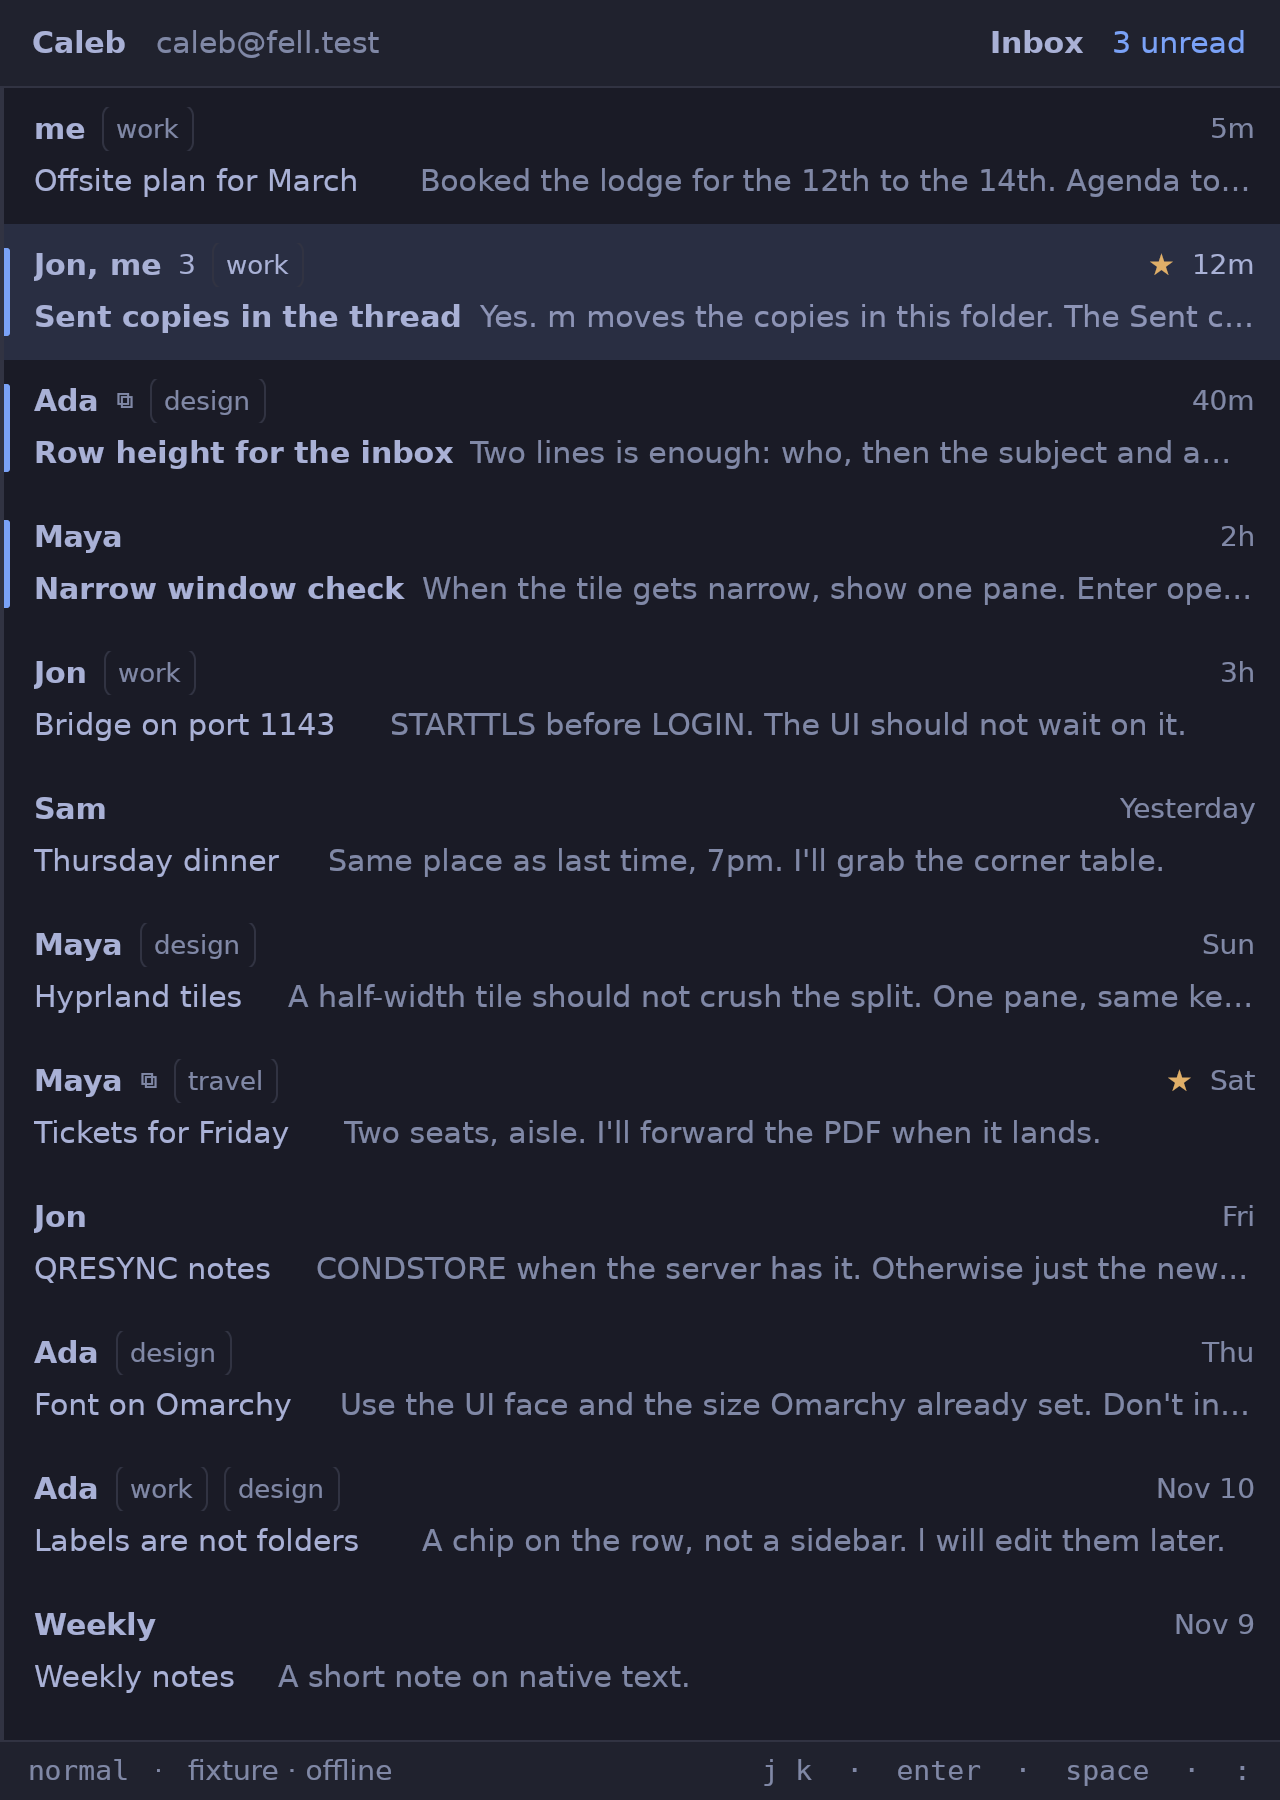 Caleb caleb@fell.test Inbox 3 unread
me work 5m
Offsite plan for March Booked the lodge for the 12th to the 14th. Agenda to…
Jon, me 3 work ★ 12m
Sent copies in the thread Yes. m moves the copies in this folder. The Sent c…
Ada ⧉ design 40m
Row height for the inbox Two lines is enough: who, then the subject and a…
Maya 2h
Narrow window check When the tile gets narrow, show one pane. Enter ope…
Jon work 3h
Bridge on port 1143 STARTTLS before LOGIN. The UI should not wait on it.
Sam Yesterday
Thursday dinner Same place as last time, 7pm. I'll grab the corner table.
Maya design Sun
Hyprland tiles A half-width tile should not crush the split. One pane, same ke…
Maya ⧉ travel ★ Sat
Tickets for Friday Two seats, aisle. I'll forward the PDF when it lands.
Jon Fri
QRESYNC notes CONDSTORE when the server has it. Otherwise just the new…
Ada design Thu
Font on Omarchy Use the UI face and the size Omarchy already set. Don't in…
Ada work design Nov 10
Labels are not folders A chip on the row, not a sidebar. l will edit them later.
Weekly Nov 9
Weekly notes A short note on native text.
normal · fixture · offline j k · enter · space · :